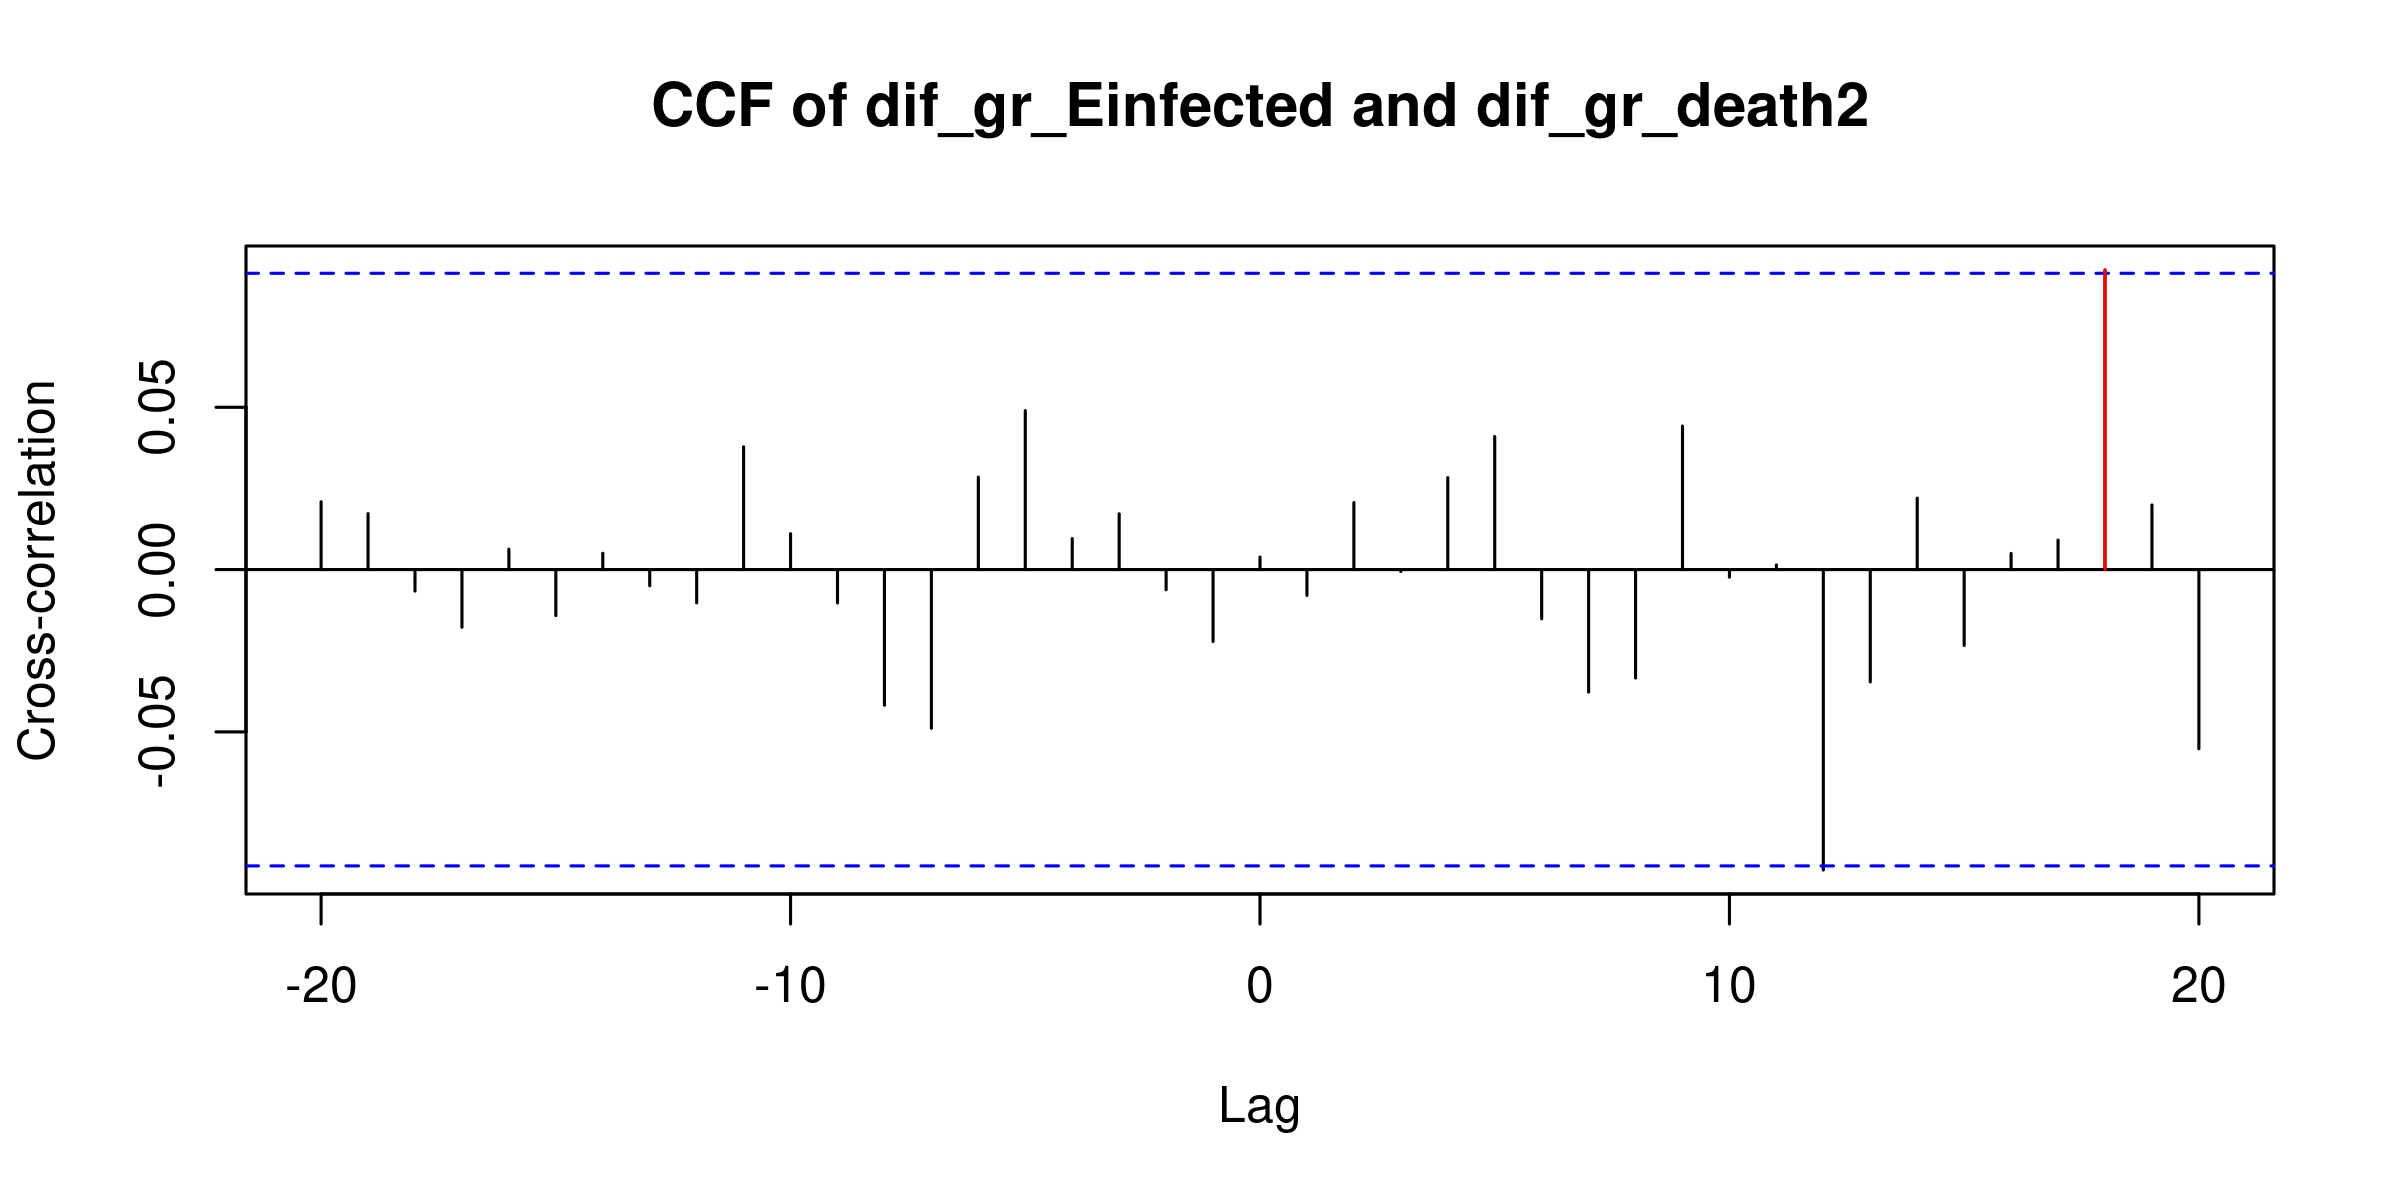 CCF of dif_gr_Einfected and dif_gr_death2
Cross-correlation
0.05
0.00
-0.05
-20 -10 0 10 20
Lag